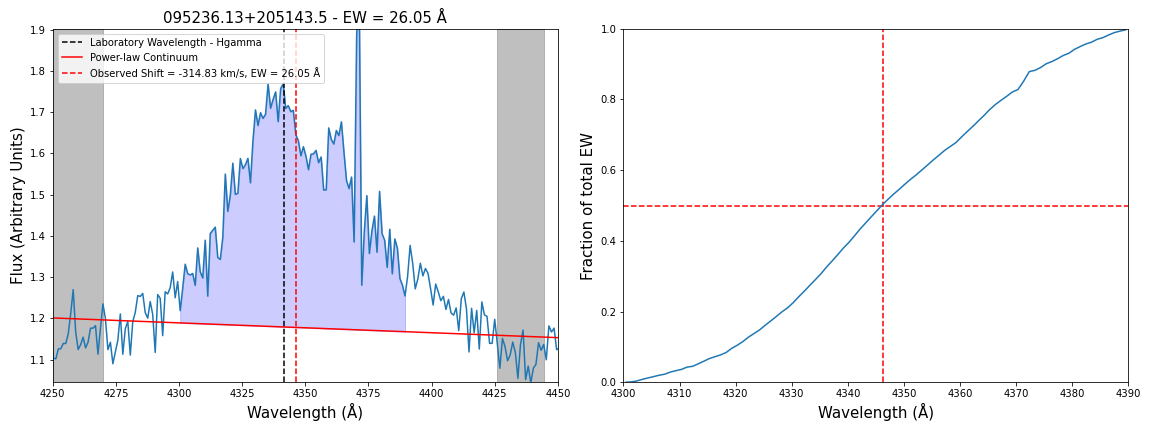 095236.13+205143.5 - EW = 26.05 Å
Laboratory Wavelength - Hgamma
Power-law Continuum
Observed Shift = -314.83 km/s, EW = 26.05 Å
Flux (Arbitrary Units)
1.9
1.8
1.7
1.6
1.5
1.4
1.3
1.2
1.1
4250 4275 4300 4325 4350 4375 4400 4425 4450
Wavelength (Å)
Fraction of total EW
1.0
0.8
0.6
0.4
0.2
0.0
4300 4310 4320 4330 4340 4350 4360 4370 4380 4390
Wavelength (Å)